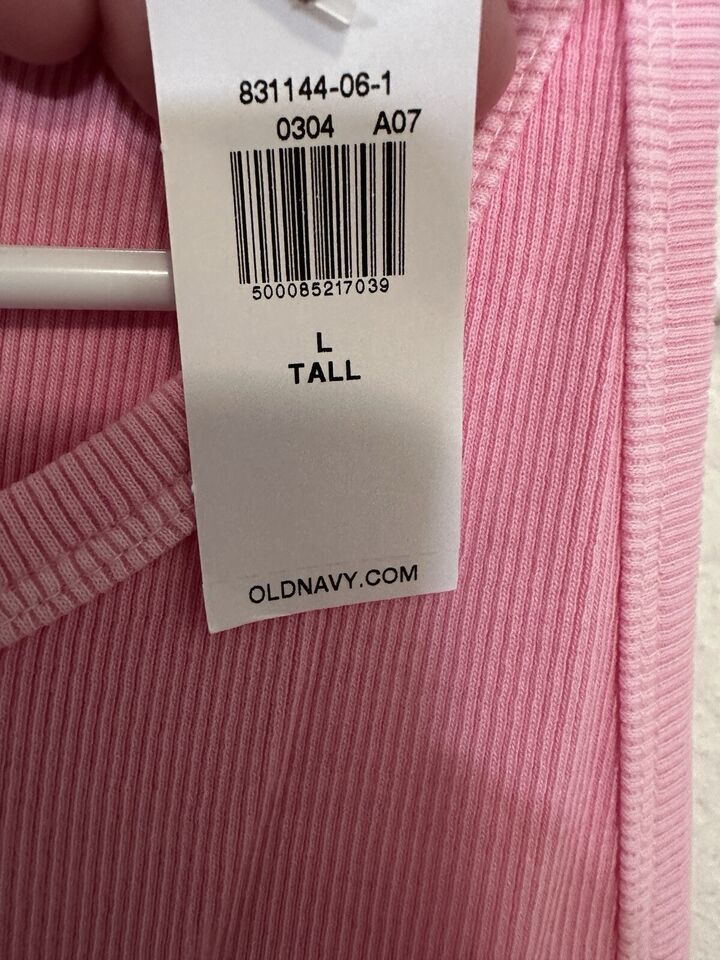 831144-06-1
0304 A07
500085217039
L
TALL
OLDNAVY.COM